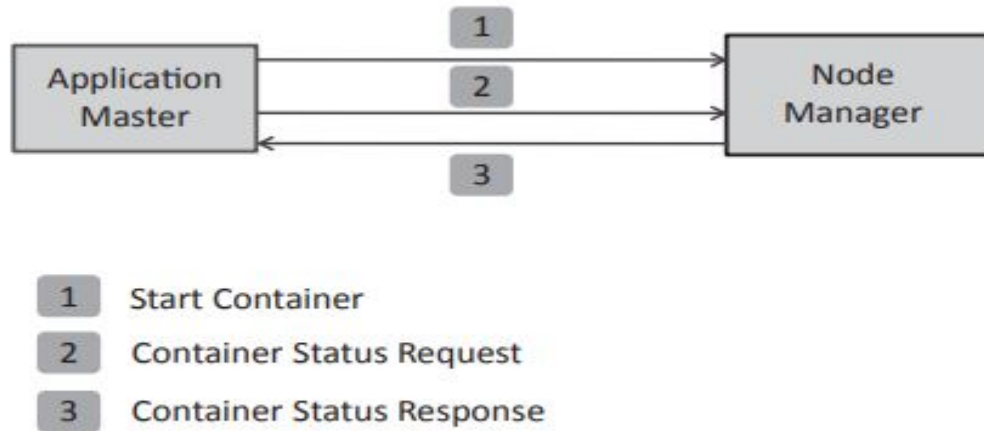 1
Application
Master
2
Node
Manager
3
1 Start Container
2 Container Status Request
3 Container Status Response